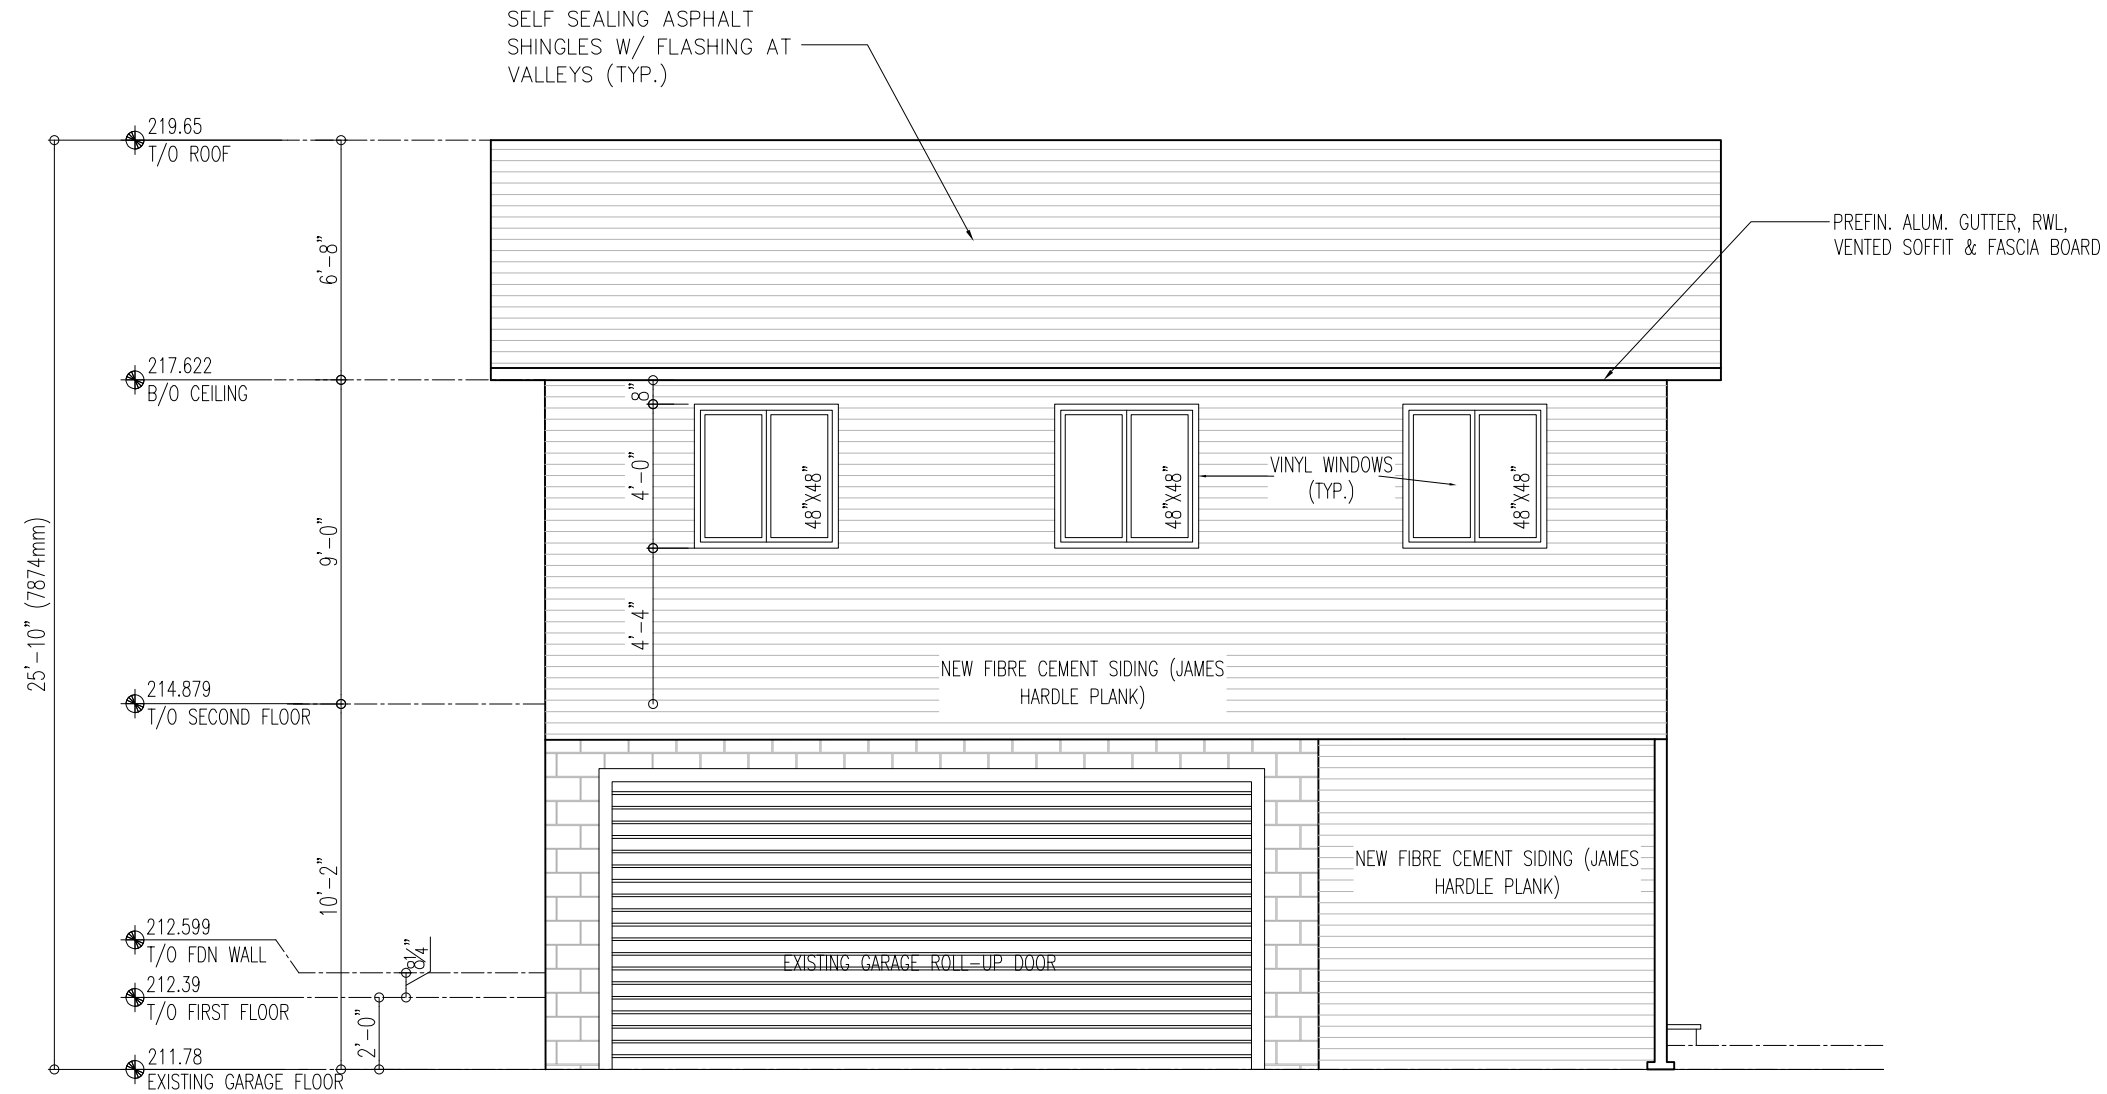 SELF SEALING ASPHALT
SHINGLES W/ FLASHING AT
VALLEYS (TYP.)
219.65
T/O ROOF
PREFIN. ALUM. GUTTER, RWL,
VENTED SOFFIT & FASCIA BOARD
6'-8"
217.622
B/O CEILING
8"
4'-0"
48"X48"
48"X48"
VINYL WINDOWS
(TYP.)
48"X48"
9'-0"
25'-10" (7874mm)
4'-4"
NEW FIBRE CEMENT SIDING (JAMES
HARDLE PLANK)
214.879
T/O SECOND FLOOR
10'-2"
NEW FIBRE CEMENT SIDING (JAMES
HARDLE PLANK)
212.599
T/O FDN WALL
8 1/4"
EXISTING GARAGE ROLL-UP DOOR
212.39
T/O FIRST FLOOR
2'-0"
211.78
EXISTING GARAGE FLOOR